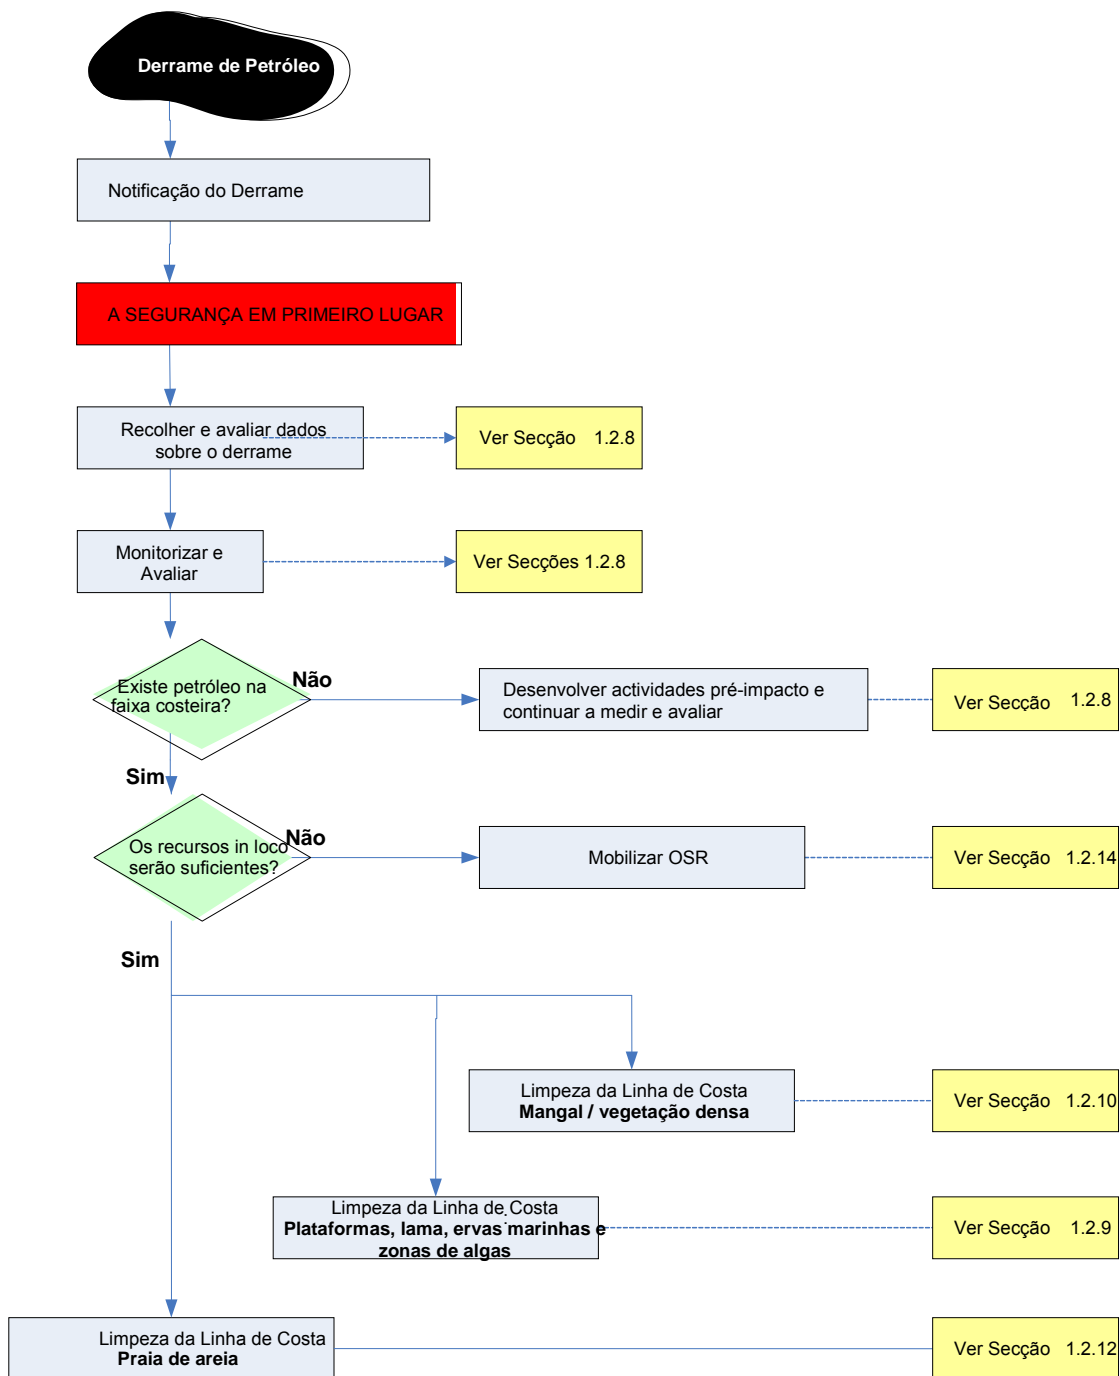 Derrame de Petróleo
Notificação do Derrame
A SEGURANÇA EM PRIMEIRO LUGAR
Recolher e avaliar dados
sobre o derrame
Ver Secção 1.2.8
Monitorizar e
Avaliar
Ver Secções 1.2.8
Existe petróleo na
faixa costeira?
Não
Desenvolver actividades pré-impacto e
continuar a medir e avaliar
Ver Secção 1.2.8
Sim
Os recursos in loco
serão suficientes?
Não
Mobilizar OSR
Ver Secção 1.2.14
Sim
Limpeza da Linha de Costa
Mangal / vegetação densa
Ver Secção 1.2.10
Limpeza da Linha de Costa
Plataformas, lama, ervas marinhas e
zonas de algas
Ver Secção 1.2.9
Limpeza da Linha de Costa
Praia de areia
Ver Secção 1.2.12